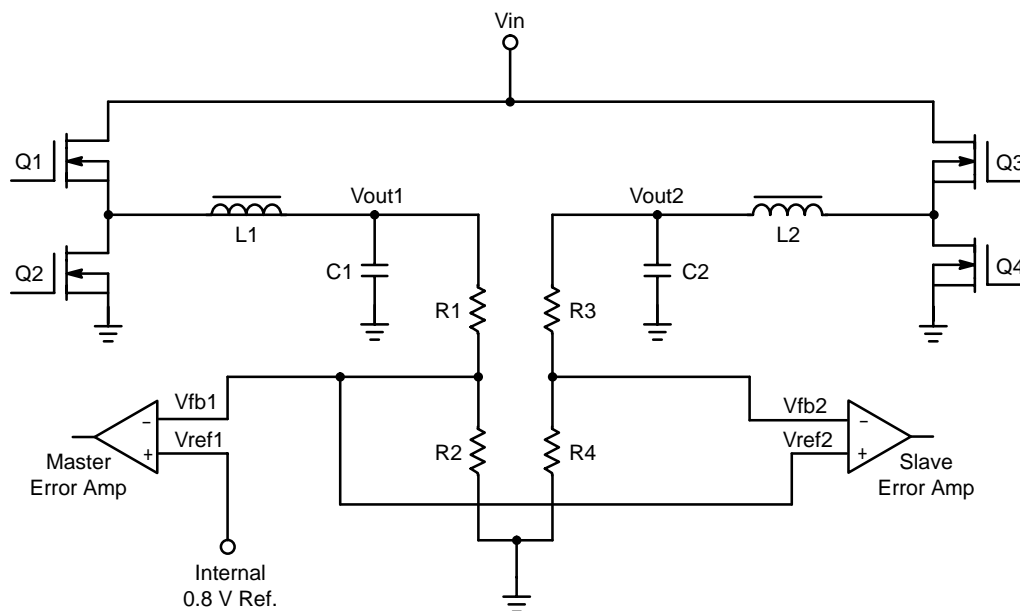 Vin
Q1
Q3
Vout1
Vout2
L1
L2
Q2
C1
C2
Q4
R1
R3
Vfb1
Vfb2
−
−
Vref1
R2
R4
Vref2
+
+
Master
Error Amp
Slave
Error Amp
Internal
0.8 V Ref.